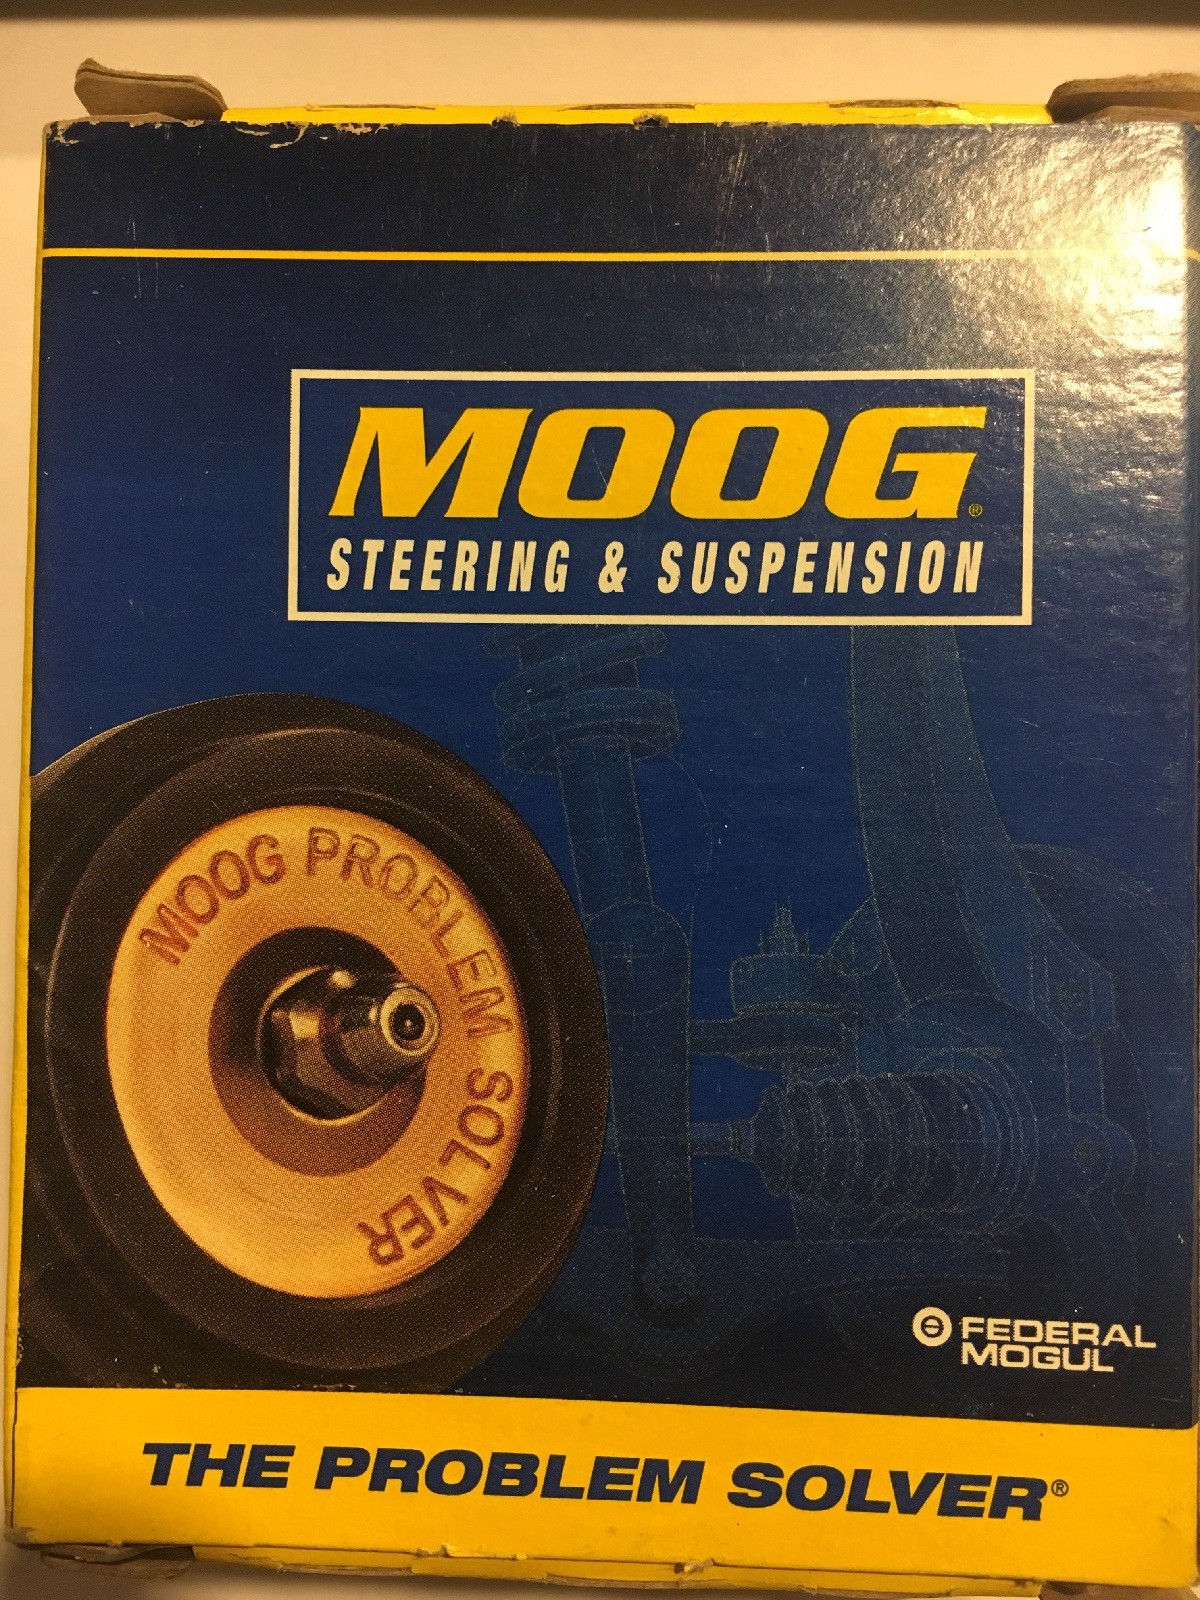 MOOG®
STEERING & SUSPENSION
MOOG PROBLEM SOLVER
FEDERAL
MOGUL
THE PROBLEM SOLVER®